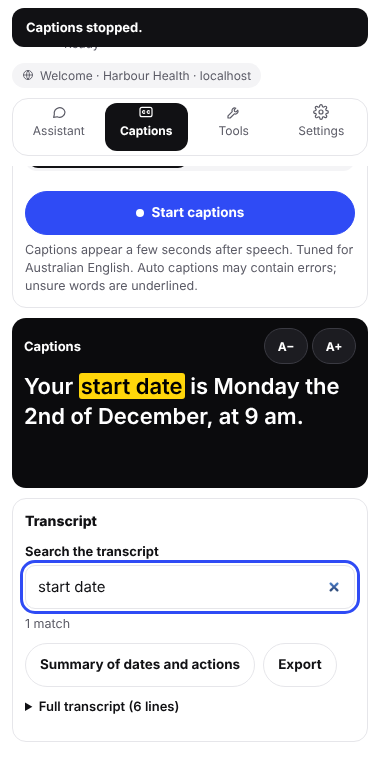 Captions stopped.
Ready
Welcome · Harbour Health · localhost
Assistant
Captions
Tools
Settings
Start captions
Captions appear a few seconds after speech. Tuned for
Australian English. Auto captions may contain errors;
unsure words are underlined.
Captions
A−
A+
Your start date is Monday the
2nd of December, at 9 am.
Transcript
Search the transcript
start date
1 match
Summary of dates and actions
Export
Full transcript (6 lines)